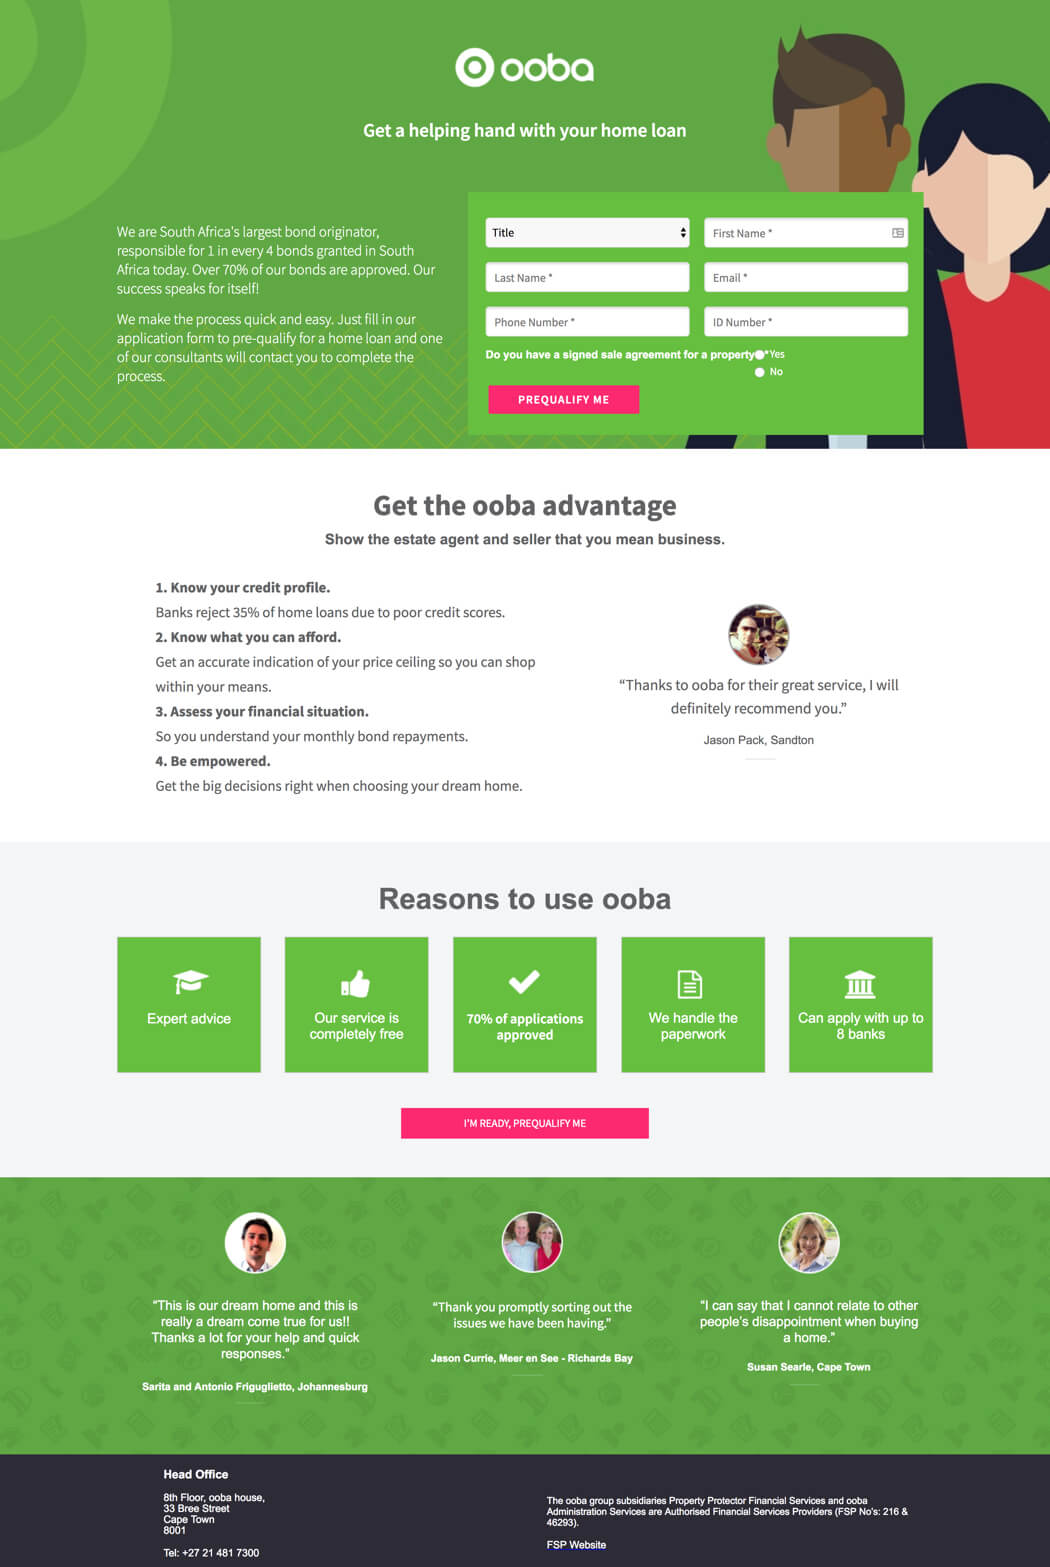 ooba
Get a helping hand with your home loan
We are South Africa's largest bond originator,
responsible for 1 in every 4 bonds granted in South
Africa today. Over 70% of our bonds are approved. Our
success speaks for itself!
We make the process quick and easy. Just fill in our
application form to pre-qualify for a home loan and one
of our consultants will contact you to complete the
process.
Title
First Name *
Last Name *
Email *
Phone Number *
ID Number *
Do you have a signed sale agreement for a property * Yes
No
PREQUALIFY ME
Get the ooba advantage
Show the estate agent and seller that you mean business.
1. Know your credit profile.
Banks reject 35% of home loans due to poor credit scores.
2. Know what you can afford.
Get an accurate indication of your price ceiling so you can shop
within your means.
3. Assess your financial situation.
So you understand your monthly bond repayments.
4. Be empowered.
Get the big decisions right when choosing your dream home.
“Thanks to ooba for their great service, I will
definitely recommend you.”
Jason Pack, Sandton
Reasons to use ooba
Expert advice
Our service is
completely free
70% of applications
approved
We handle the
paperwork
Can apply with up to
8 banks
I'M READY, PREQUALIFY ME
“This is our dream home and this is
really a dream come true for us!!
Thanks a lot for your help and quick
responses.”
Sarita and Antonio Friguglietto, Johannesburg
“Thank you promptly sorting out the
issues we have been having.”
Jason Currie, Meer en See - Richards Bay
“I can say that I cannot relate to other
people's disappointment when buying
a home.”
Susan Searle, Cape Town
Head Office
8th Floor, ooba house,
33 Bree Street
Cape Town
8001
Tel: +27 21 481 7300
The ooba group subsidiaries Property Protector Financial Services and ooba
Administration Services are Authorised Financial Services Providers (FSP No's: 216 &
46293).
FSP Website